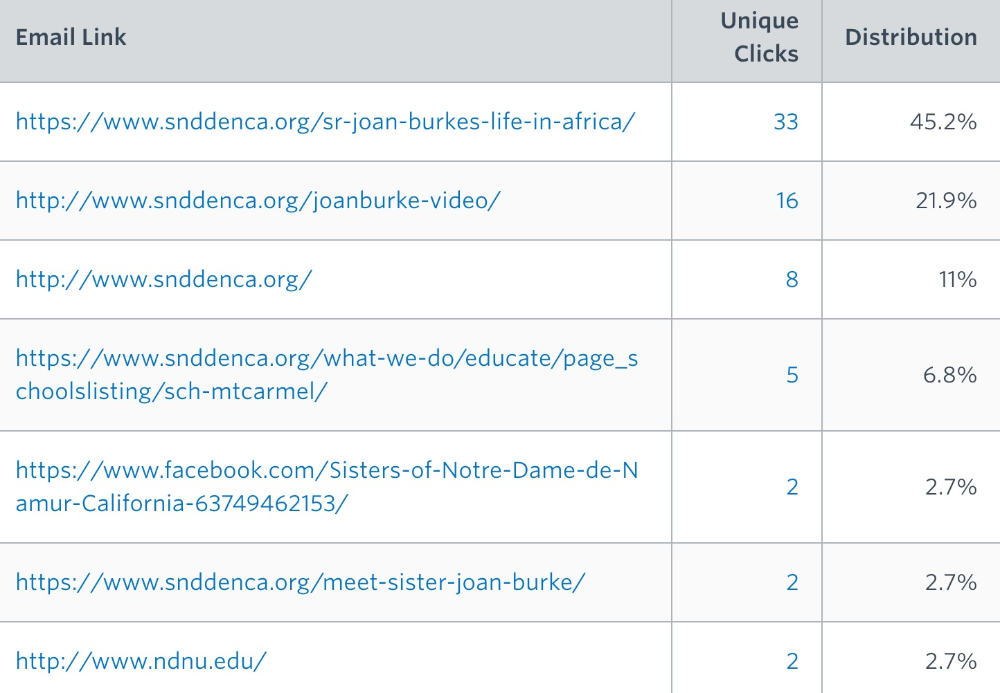 Email Link
Unique
Clicks
Distribution
https://www.snddenca.org/sr-joan-burkes-life-in-africa/
33
45.2%
http://www.snddenca.org/joanburke-video/
16
21.9%
http://www.snddenca.org/
8
11%
https://www.snddenca.org/what-we-do/educate/page_s
choolslisting/sch-mtcarmel/
5
6.8%
https://www.facebook.com/Sisters-of-Notre-Dame-de-N
amur-California-63749462153/
2
2.7%
https://www.snddenca.org/meet-sister-joan-burke/
2
2.7%
http://www.ndnu.edu/
2
2.7%